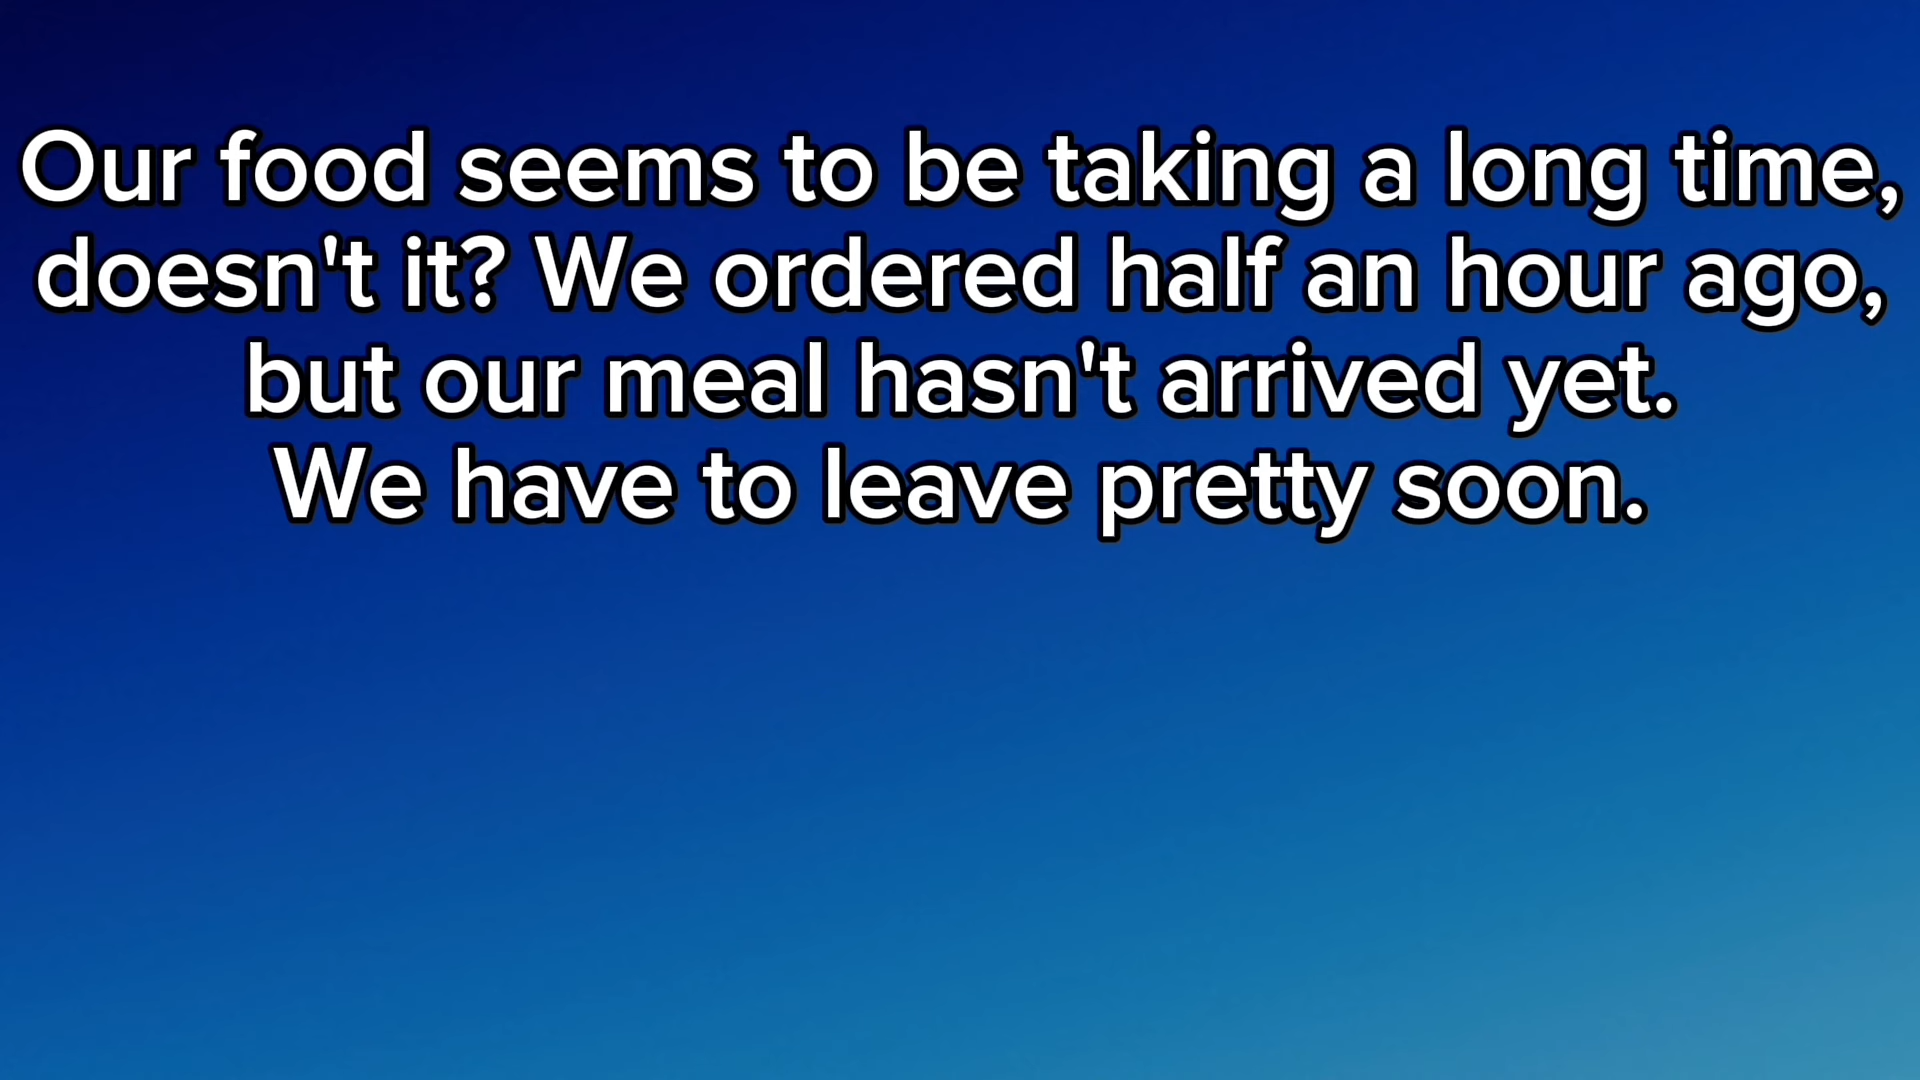 Our food seems to be taking a long time,
doesn't it? We ordered half an hour ago,
but our meal hasn't arrived yet.
We have to leave pretty soon.